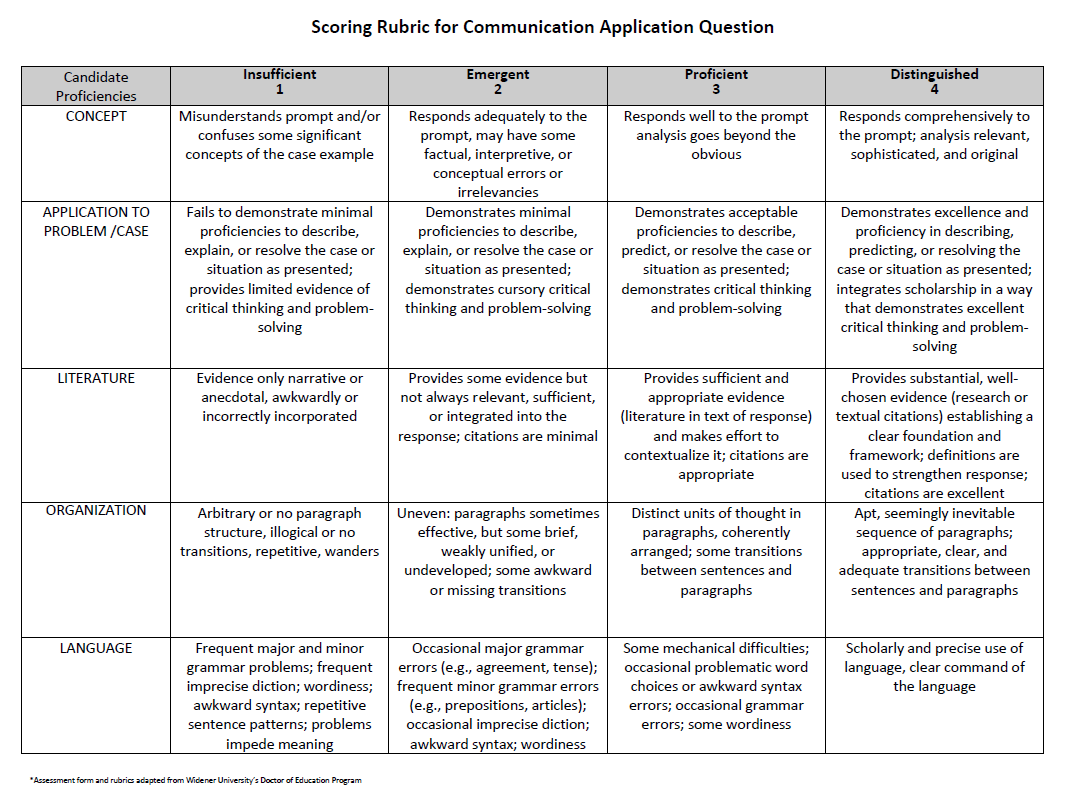 Scoring Rubric for Communication Application Question
Candidate
Proficiencies
Insufficient
1
Emergent
2
Proficient
3
Distinguished
4
CONCEPT
Misunderstands prompt and/or
confuses some significant
concepts of the case example
Responds adequately to the
prompt, may have some
factual, interpretive, or
conceptual errors or
irrelevancies
Responds well to the prompt
analysis goes beyond the
obvious
Responds comprehensively to
the prompt; analysis relevant,
sophisticated, and original
APPLICATION TO
PROBLEM /CASE
Fails to demonstrate minimal
proficiencies to describe,
explain, or resolve the case or
situation as presented;
provides limited evidence of
critical thinking and problem-
solving
Demonstrates minimal
proficiencies to describe,
explain, or resolve the case or
situation as presented;
demonstrates cursory critical
thinking and problem-solving
Demonstrates acceptable
proficiencies to describe,
predict, or resolve the case or
situation as presented;
demonstrates critical thinking
and problem-solving
Demonstrates excellence and
proficiency in describing,
predicting, or resolving the
case or situation as presented;
integrates scholarship in a way
that demonstrates excellent
critical thinking and problem-
solving
LITERATURE
Evidence only narrative or
anecdotal, awkwardly or
incorrectly incorporated
Provides some evidence but
not always relevant, sufficient,
or integrated into the
response; citations are minimal
Provides sufficient and
appropriate evidence
(literature in text of response)
and makes effort to
contextualize it; citations are
appropriate
Provides substantial, well-
chosen evidence (research or
textual citations) establishing a
clear foundation and
framework; definitions are
used to strengthen response;
citations are excellent
ORGANIZATION
Arbitrary or no paragraph
structure, illogical or no
transitions, repetitive, wanders
Uneven: paragraphs sometimes
effective, but some brief,
weakly unified, or
undeveloped; some awkward
or missing transitions
Distinct units of thought in
paragraphs, coherently
arranged; some transitions
between sentences and
paragraphs
Apt, seemingly inevitable
sequence of paragraphs;
appropriate, clear, and
adequate transitions between
sentences and paragraphs
LANGUAGE
Frequent major and minor
grammar problems; frequent
imprecise diction; wordiness;
awkward syntax; repetitive
sentence patterns; problems
impede meaning
Occasional major grammar
errors (e.g., agreement, tense);
frequent minor grammar errors
(e.g., prepositions, articles);
occasional imprecise diction;
awkward syntax; wordiness
Some mechanical difficulties;
occasional problematic word
choices or awkward syntax
errors; occasional grammar
errors; some wordiness
Scholarly and precise use of
language, clear command of
the language
*Assessment form and rubrics adapted from Widener University's Doctor of Education Program